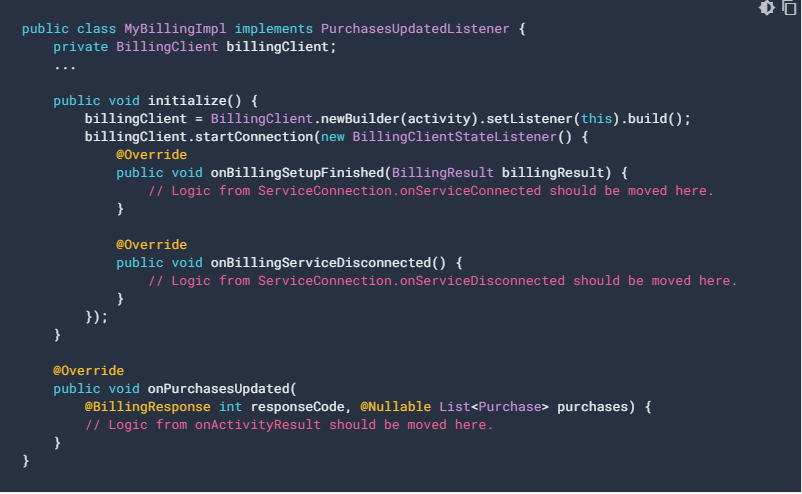 public class MyBillingImpl implements PurchasesUpdatedListener {
    private BillingClient billingClient;
    ...

    public void initialize() {
        billingClient = BillingClient.newBuilder(activity).setListener(this).build();
        billingClient.startConnection(new BillingClientStateListener() {
            @Override
            public void onBillingSetupFinished(BillingResult billingResult) {
                // Logic from ServiceConnection.onServiceConnected should be moved here.
            }

            @Override
            public void onBillingServiceDisconnected() {
                // Logic from ServiceConnection.onServiceDisconnected should be moved here.
            }
        });
    }

    @Override
    public void onPurchasesUpdated(
        @BillingResponse int responseCode, @Nullable List<Purchase> purchases) {
        // Logic from onActivityResult should be moved here.
    }
}